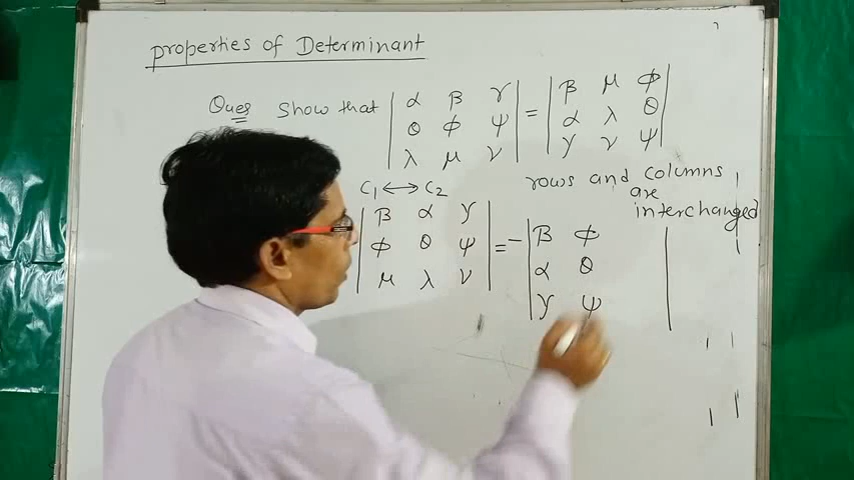 properties of Determinant
Ques Show that | α β γ | = | β μ φ |
| θ φ ψ | | α λ θ |
| λ μ ν | | γ ν ψ |
C1 ↔ C2
rows and columns are interchanged
| β α γ | = - | β φ |
| φ θ ψ | | α θ |
| μ λ ν | | γ ψ |